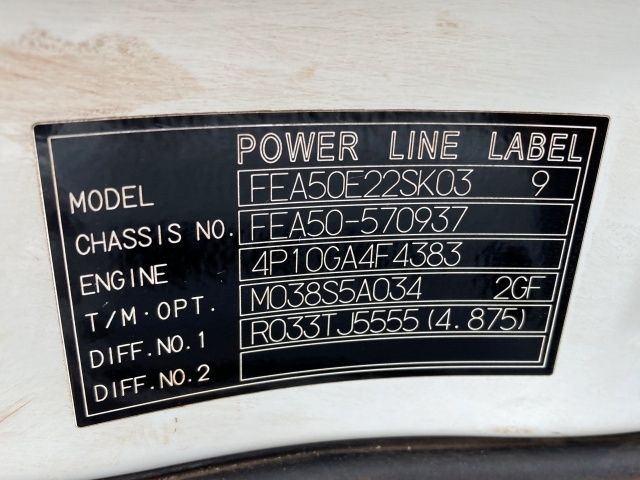 POWER LINE LABEL
MODEL FEA50E22SK03 9
CHASSIS NO. FEA50-570937
ENGINE 4P10GA4F4383
T/M·OPT. M038S5A034 2GF
DIFF.NO.1 R033TJ5555(4.875)
DIFF.NO.2